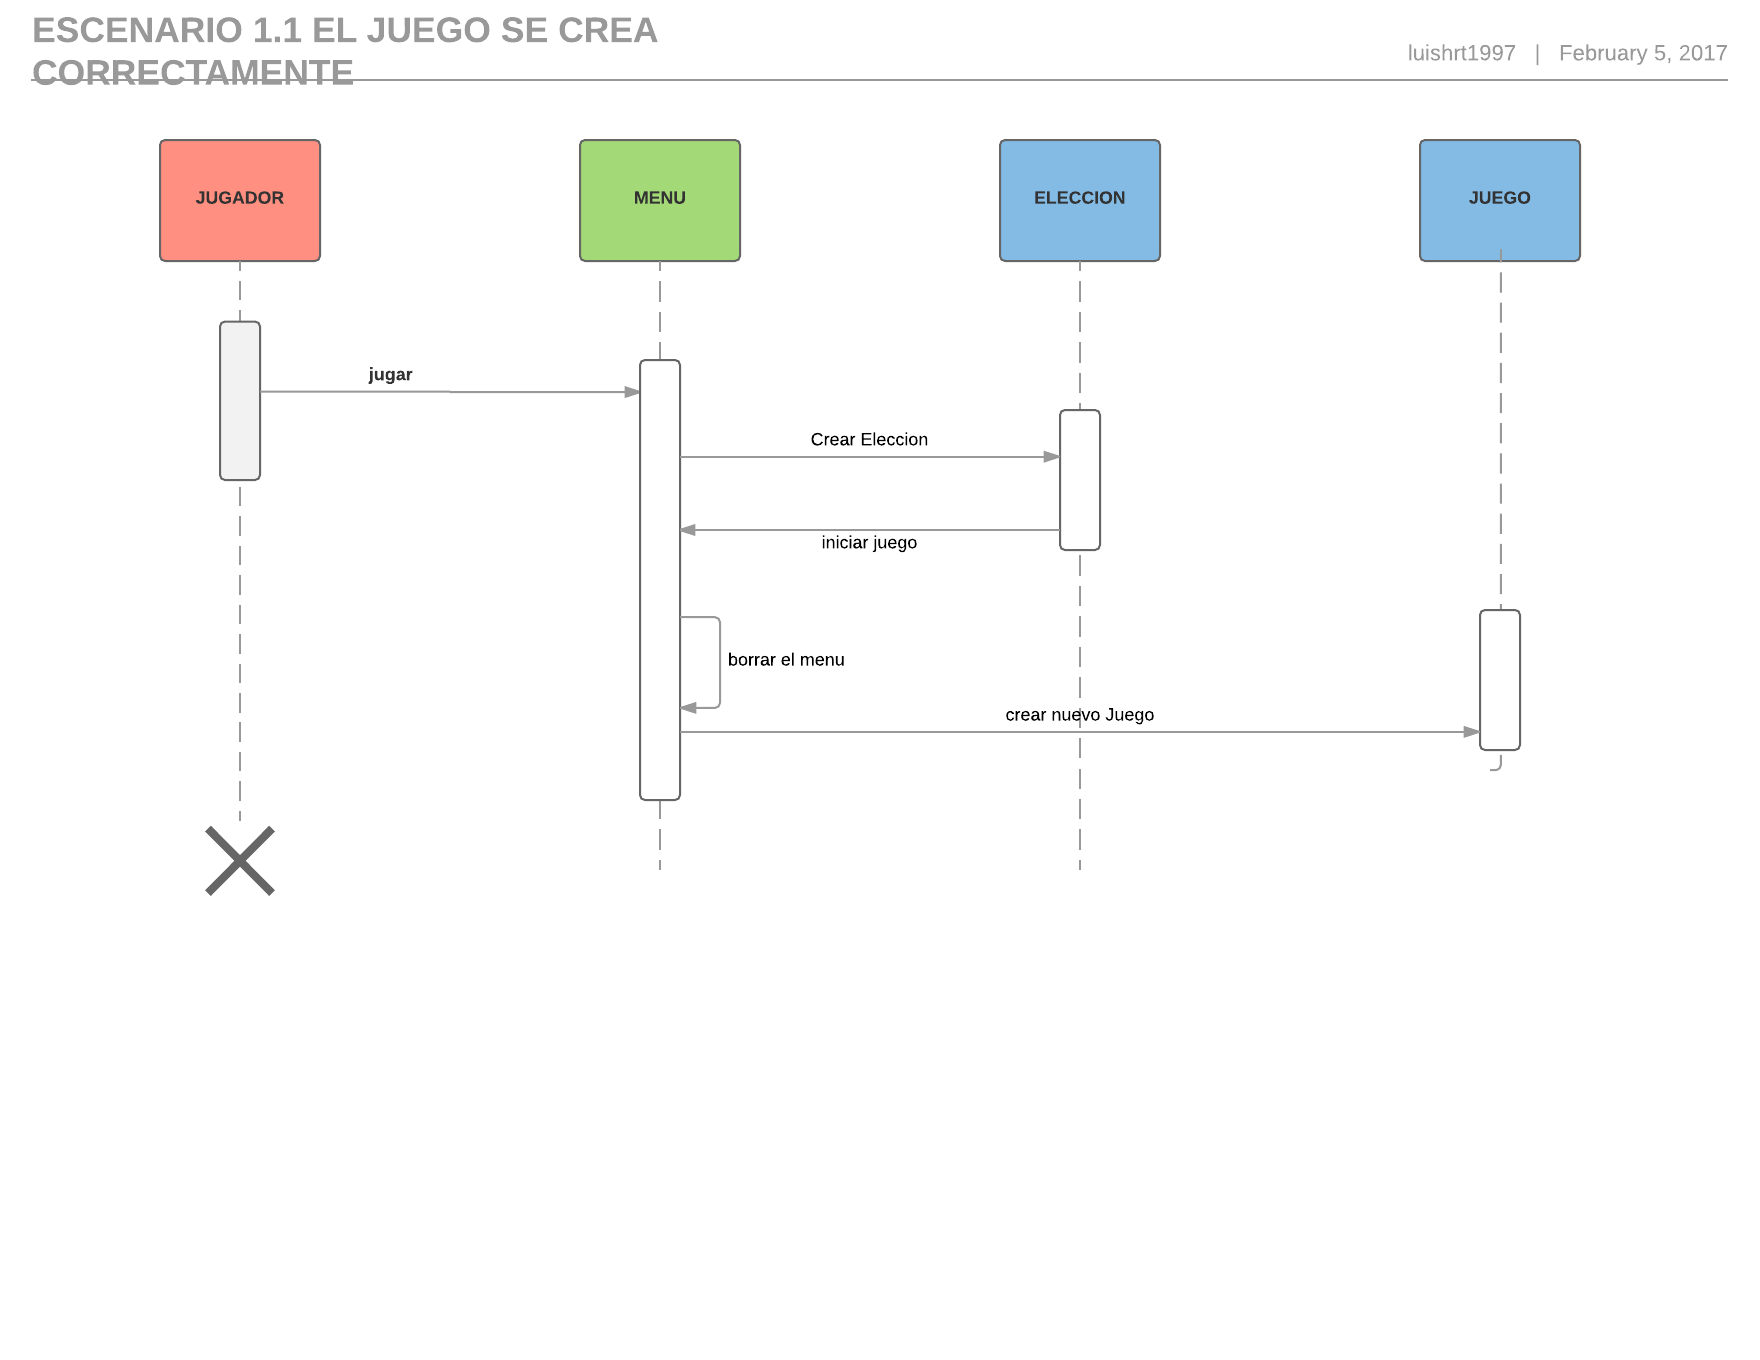 ESCENARIO 1.1 EL JUEGO SE CREA
CORRECTAMENTE
luishrt1997 | February 5, 2017
JUGADOR
MENU
ELECCION
JUEGO
jugar
Crear Eleccion
iniciar juego
borrar el menu
crear nuevo Juego